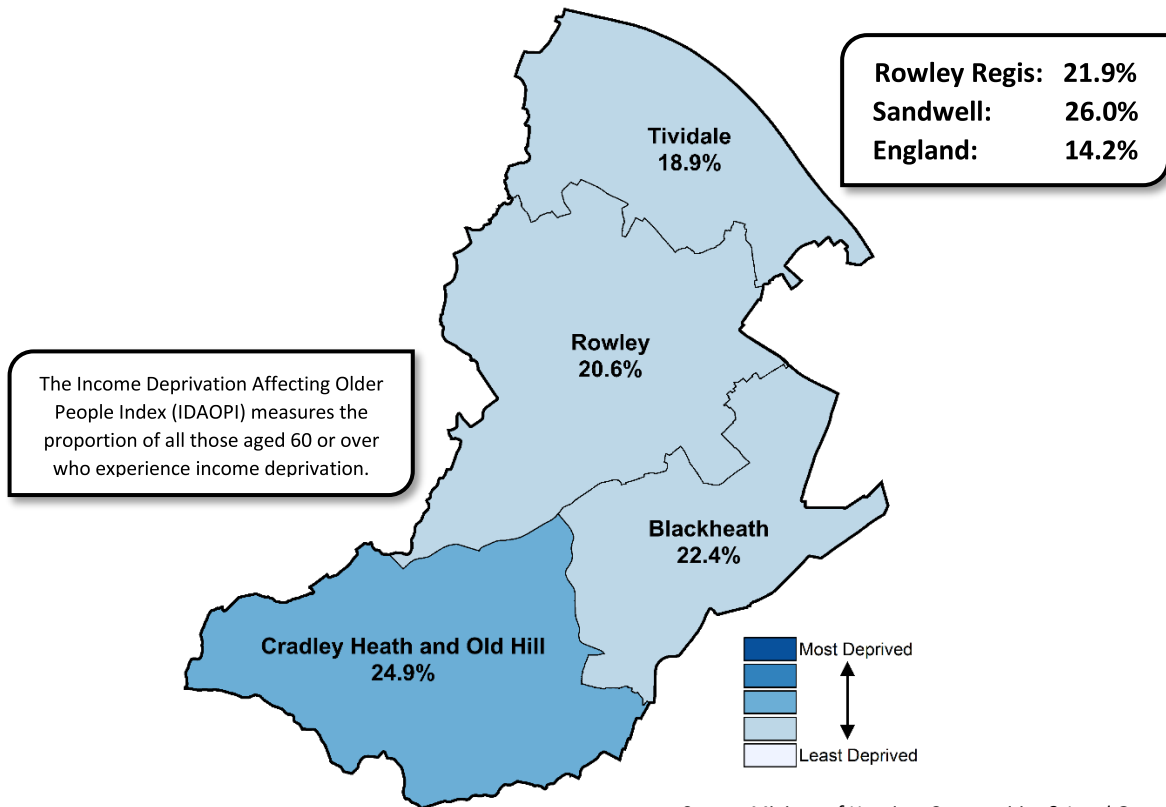 Rowley Regis: 21.9%
Sandwell: 26.0%
England: 14.2%
Tividale
18.9%
Rowley
20.6%
The Income Deprivation Affecting Older
People Index (IDAOPI) measures the
proportion of all those aged 60 or over
who experience income deprivation.
Blackheath
22.4%
Cradley Heath and Old Hill
24.9%
Most Deprived
Least Deprived